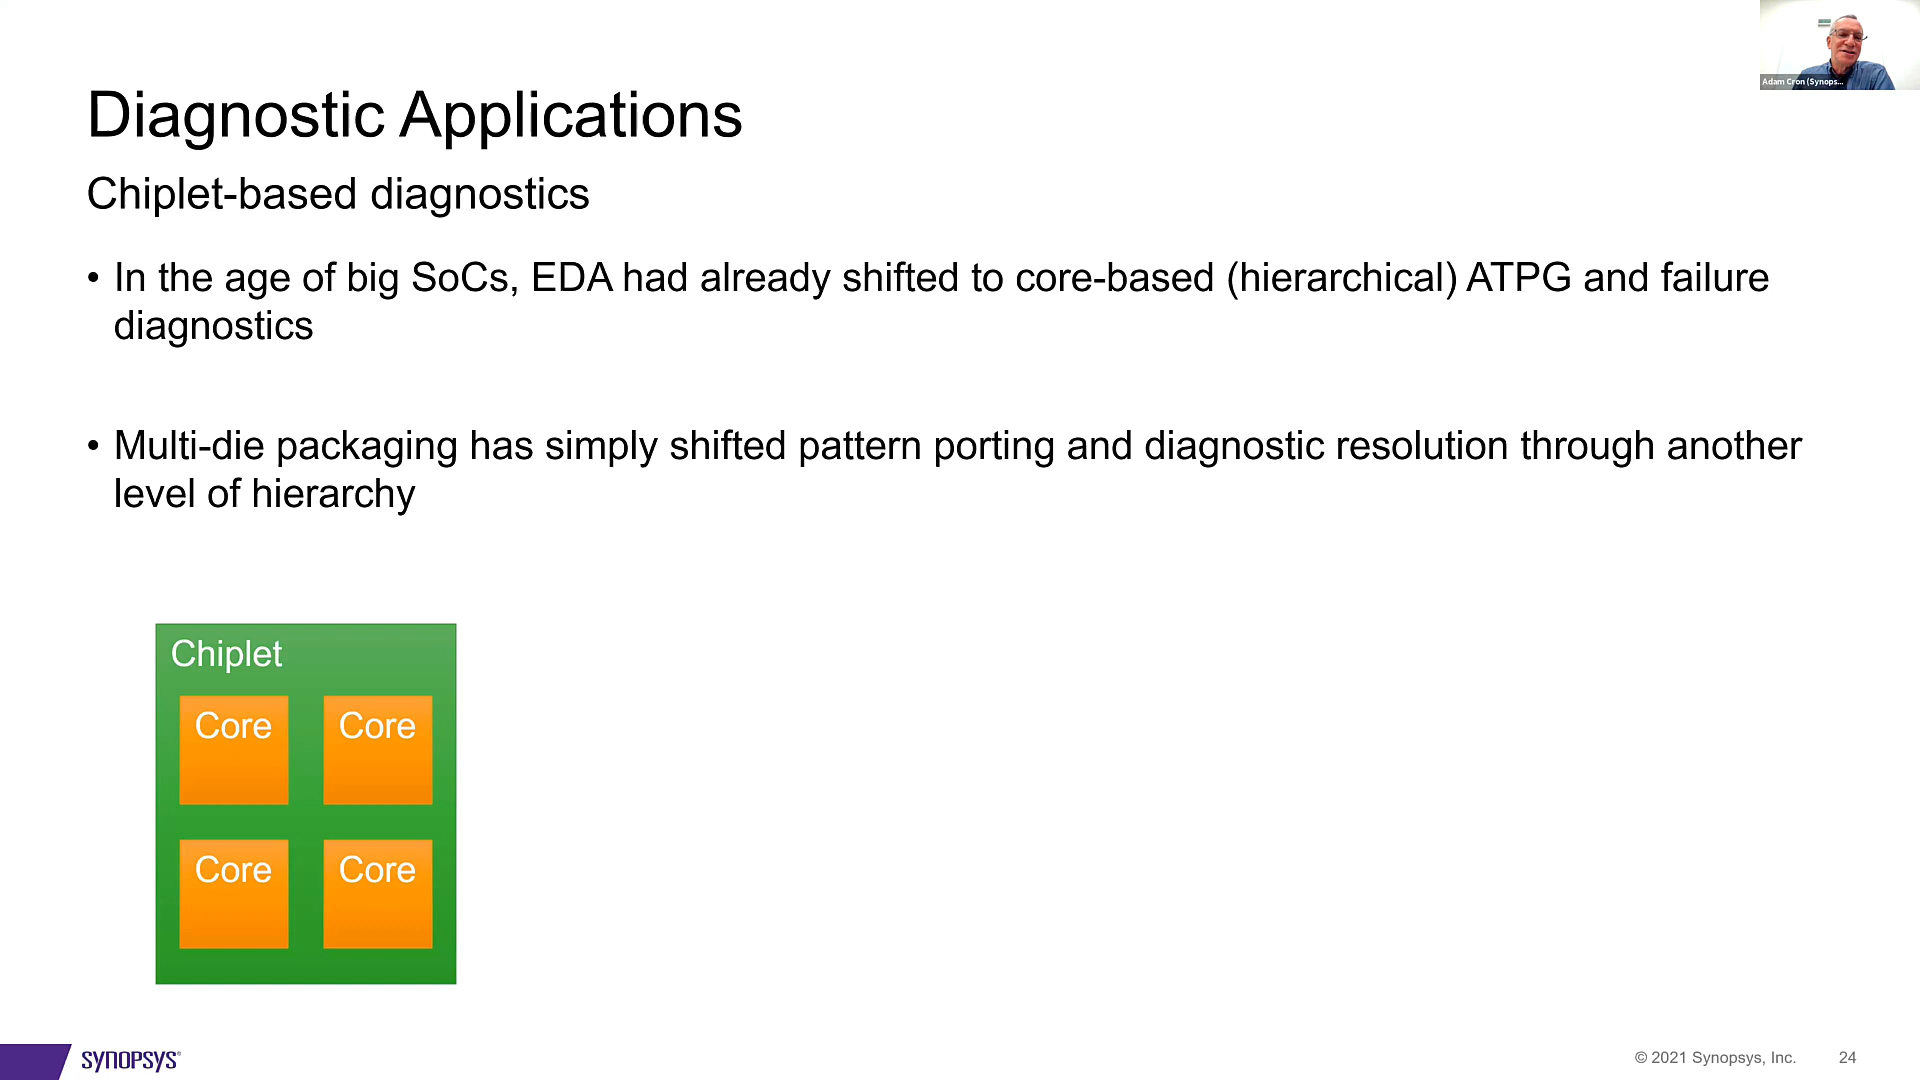 Adam Cron (Synops...
Diagnostic Applications
Chiplet-based diagnostics
• In the age of big SoCs, EDA had already shifted to core-based (hierarchical) ATPG and failure
diagnostics
• Multi-die packaging has simply shifted pattern porting and diagnostic resolution through another
level of hierarchy
Chiplet
Core Core
Core Core
SYNOPSYS®
© 2021 Synopsys, Inc. 24